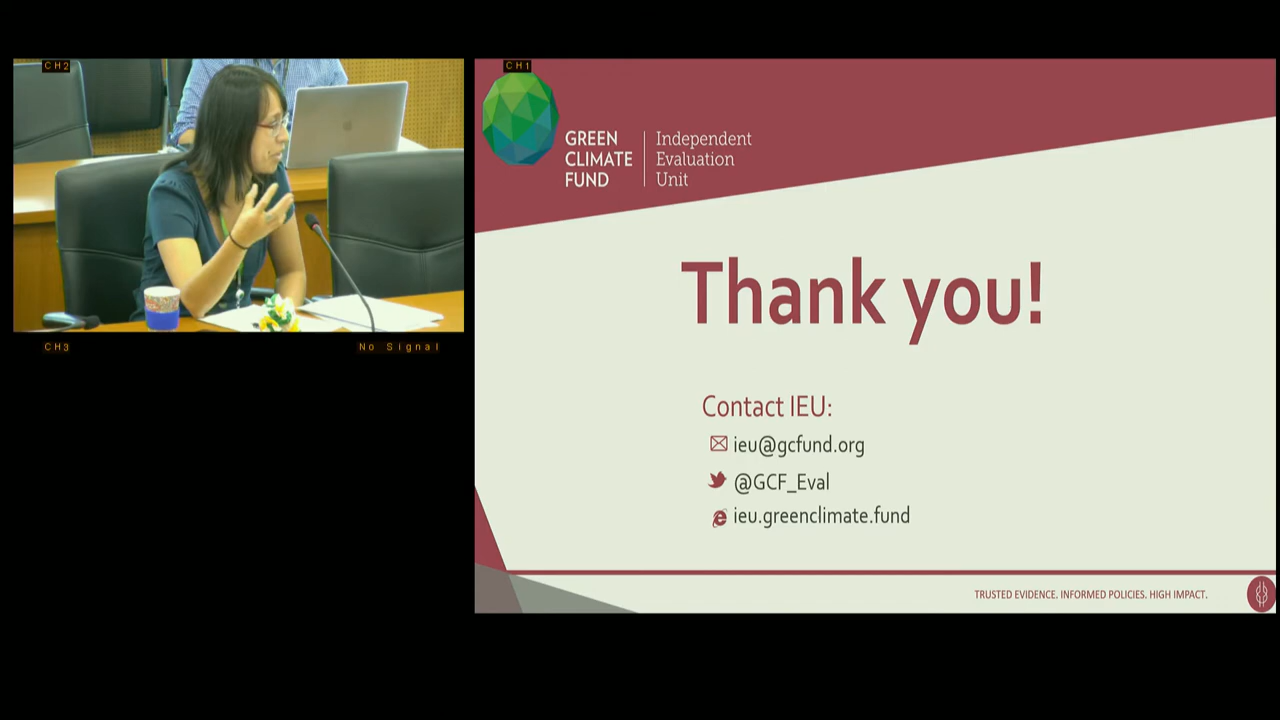 CH2
CH3
No Signal
CH1
GREEN
CLIMATE
FUND
Independent
Evaluation
Unit
Thank you!
Contact IEU:
ieu@gcfund.org
@GCF_Eval
ieu.greenclimate.fund
TRUSTED EVIDENCE. INFORMED POLICIES. HIGH IMPACT.